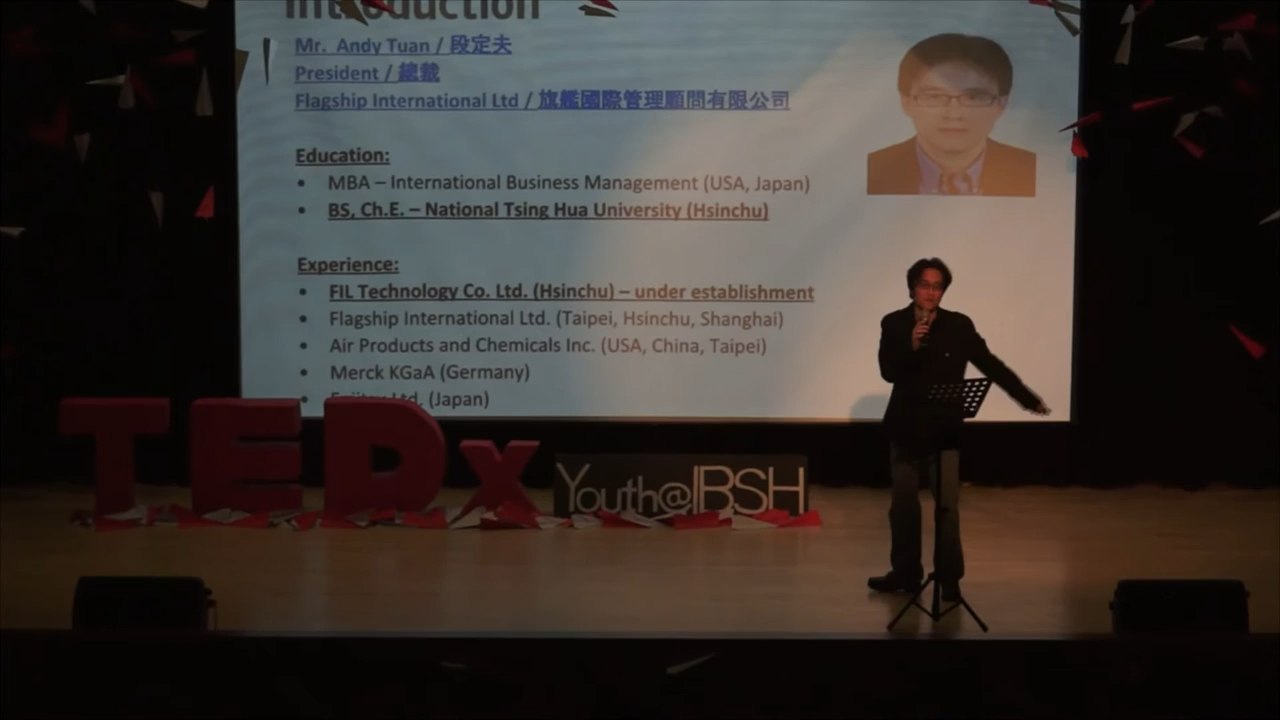 Introduction
Mr. Andy Tuan / 段定夫
President / 總裁
Flagship International Ltd / 旗艦國際管理顧問有限公司
Education:
• MBA – International Business Management (USA, Japan)
• BS, Ch.E. – National Tsing Hua University (Hsinchu)
Experience:
• FIL Technology Co. Ltd. (Hsinchu) – under establishment
• Flagship International Ltd. (Taipei, Hsinchu, Shanghai)
• Air Products and Chemicals Inc. (USA, China, Taipei)
• Merck KGaA (Germany)
• Fujitsu Ltd. (Japan)
TEDx
Youth@IBSH